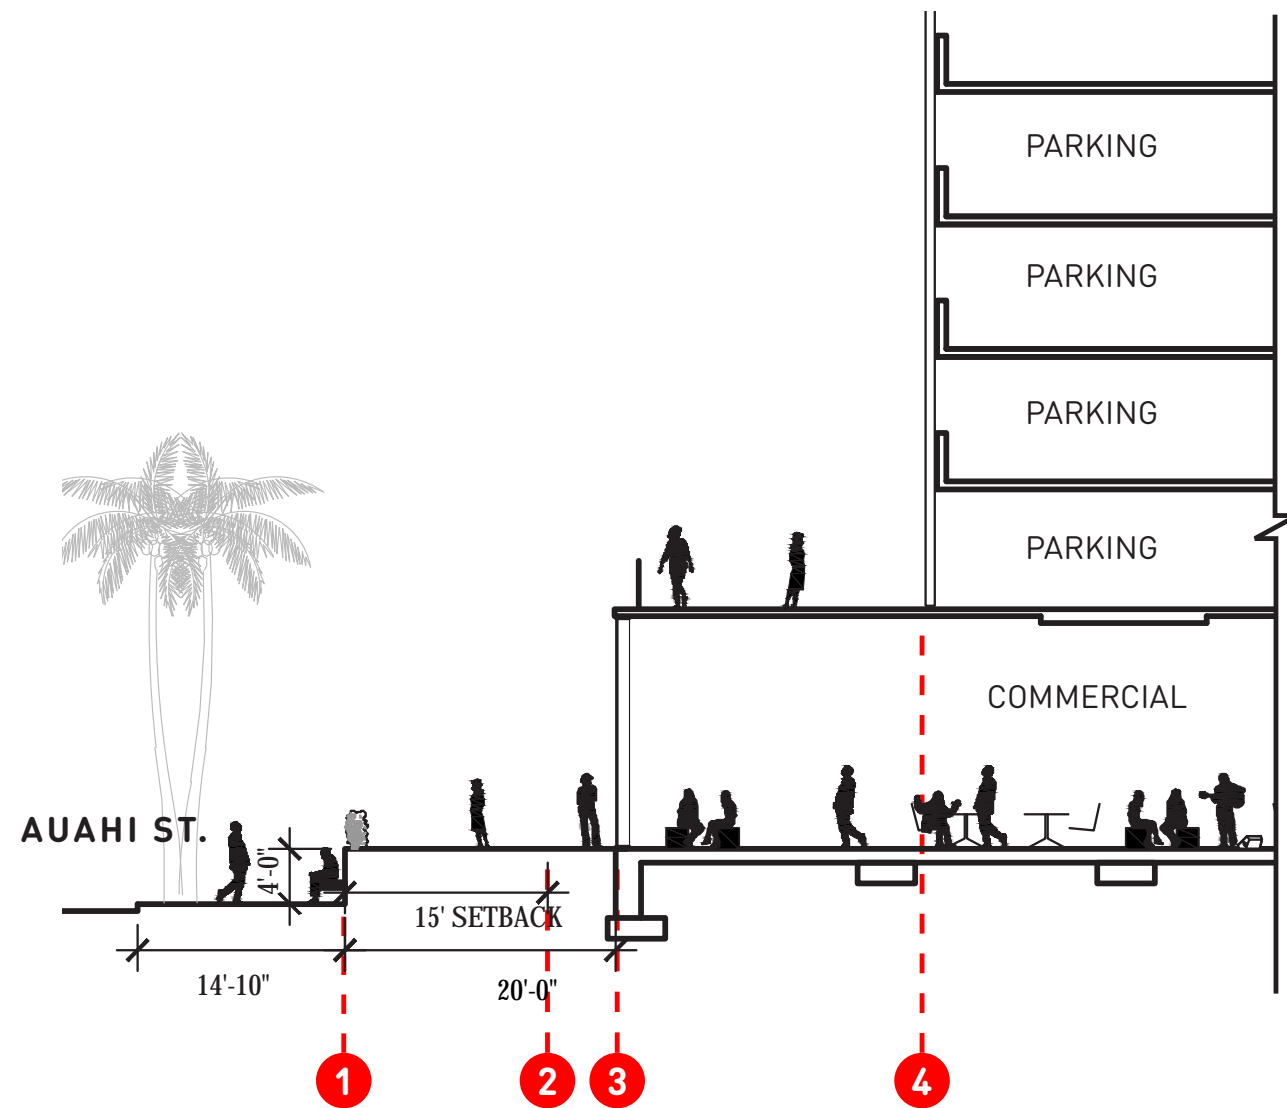 PARKING
PARKING
PARKING
PARKING
COMMERCIAL
AUAHI ST.
4'-0"
15' SETBACK
14'-10"
20'-0"
1
2
3
4